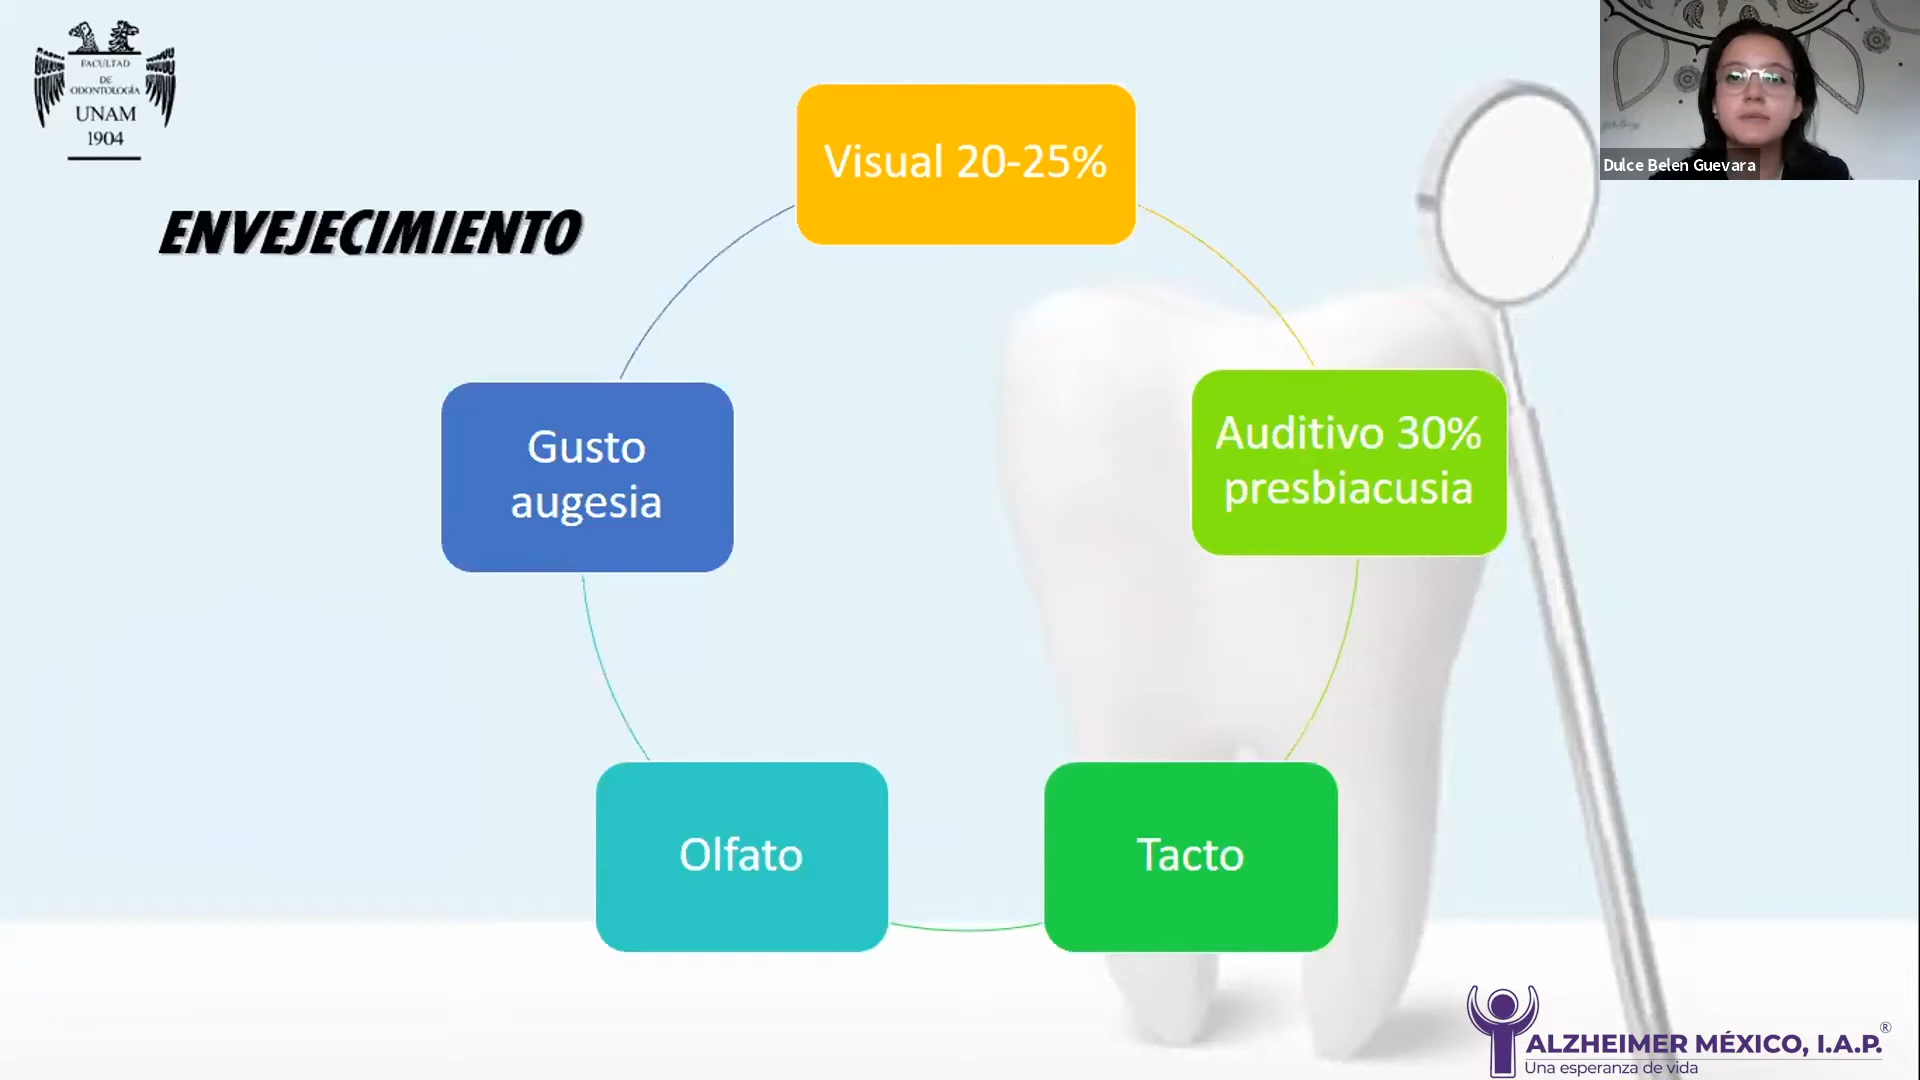 FACULTAD
DE
ODONTOLOGÍA
UNAM
1904
ENVEJECIMIENTO
Visual 20-25%
Auditivo 30%
presbiacusia
Tacto
Olfato
Gusto
augesia
Dulce Belen Guevara
ALZHEIMER MÉXICO, I.A.P.®
Una esperanza de vida